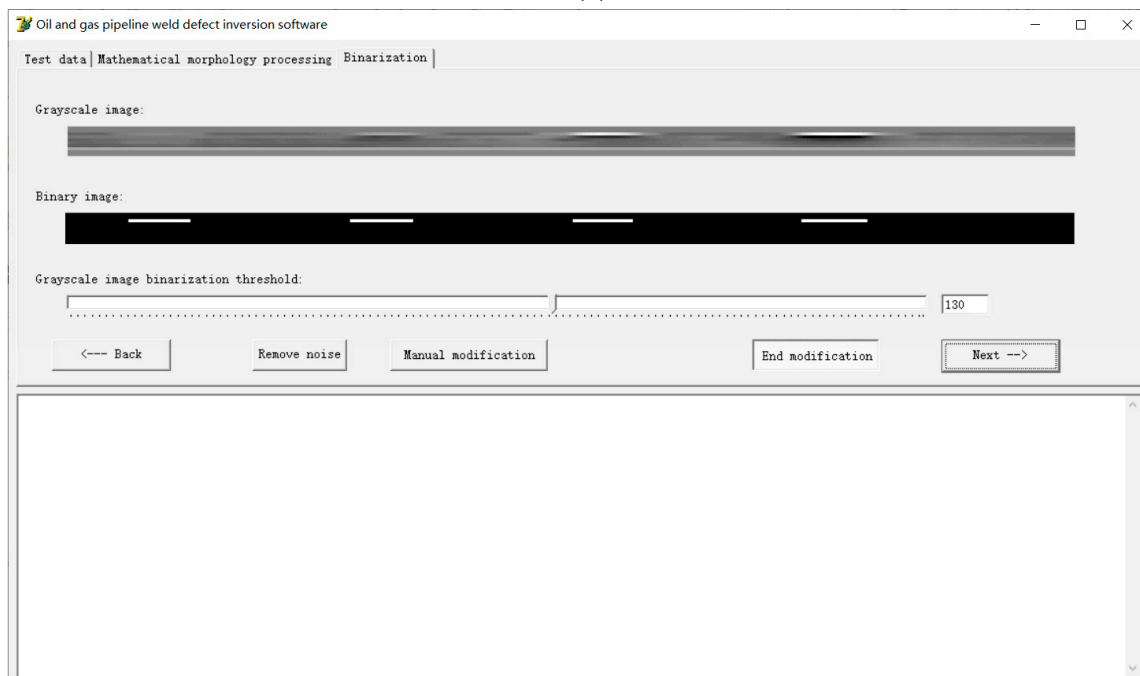 Oil and gas pipeline weld defect inversion software
Test data Mathematical morphology processing Binarization
Grayscale image:
Binary image:
Grayscale image binarization threshold:
130
<--- Back Remove noise Manual modification End modification Next -->